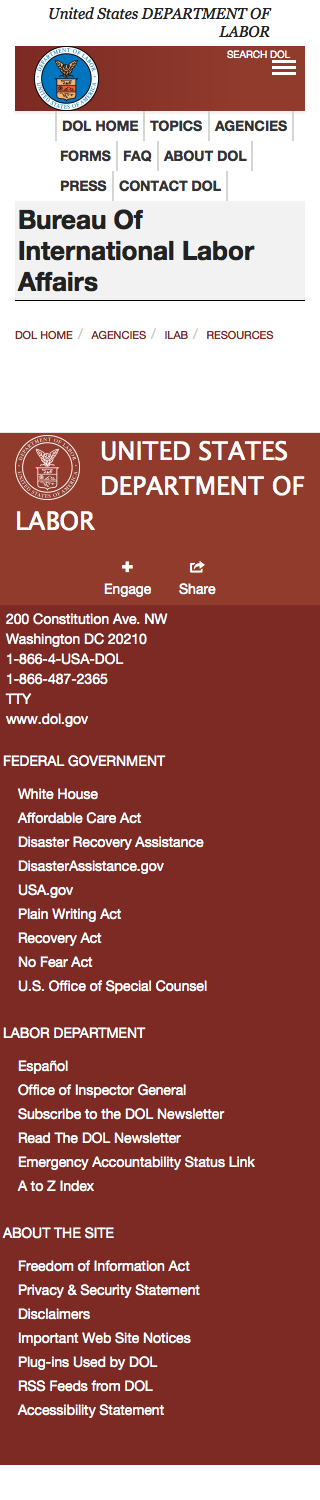 United States DEPARTMENT OF
LABOR
SEARCH DOL
DOL HOME TOPICS AGENCIES
FORMS FAQ ABOUT DOL
PRESS CONTACT DOL
Bureau Of
International Labor
Affairs
DOL HOME / AGENCIES / ILAB / RESOURCES
UNITED STATES
DEPARTMENT OF
LABOR
Engage Share
200 Constitution Ave. NW
Washington DC 20210
1-866-4-USA-DOL
1-866-487-2365
TTY
www.dol.gov
FEDERAL GOVERNMENT
White House
Affordable Care Act
Disaster Recovery Assistance
DisasterAssistance.gov
USA.gov
Plain Writing Act
Recovery Act
No Fear Act
U.S. Office of Special Counsel
LABOR DEPARTMENT
Español
Office of Inspector General
Subscribe to the DOL Newsletter
Read The DOL Newsletter
Emergency Accountability Status Link
A to Z Index
ABOUT THE SITE
Freedom of Information Act
Privacy & Security Statement
Disclaimers
Important Web Site Notices
Plug-ins Used by DOL
RSS Feeds from DOL
Accessibility Statement